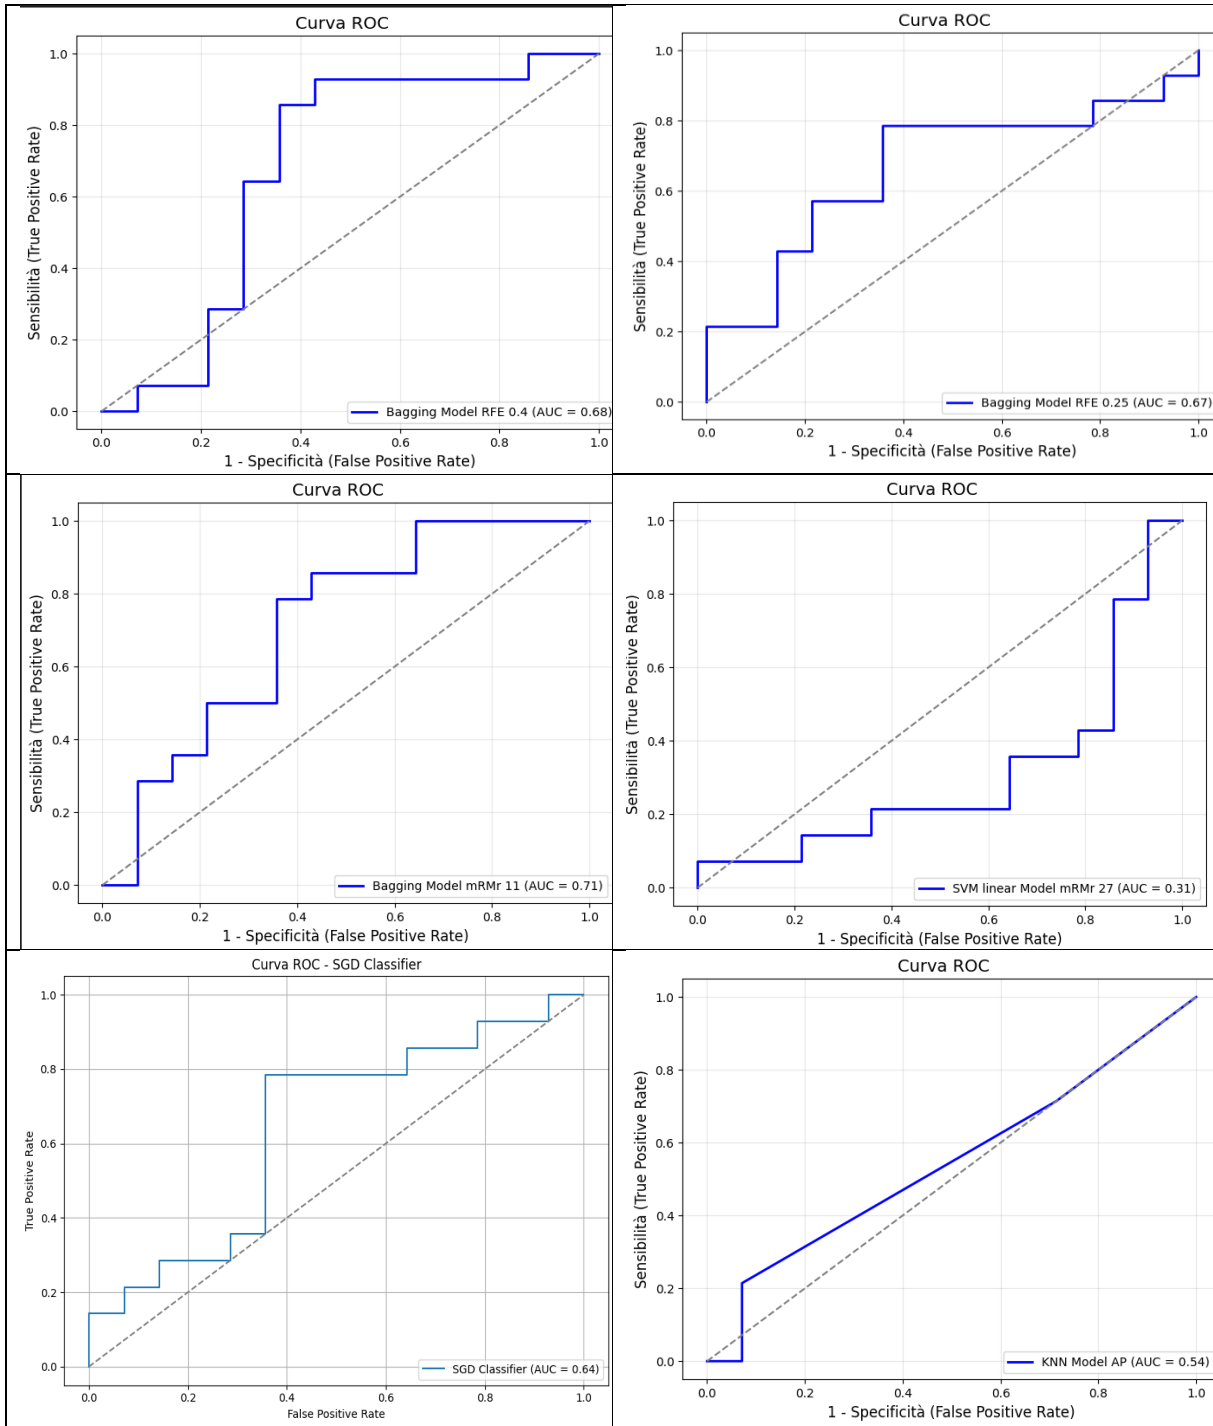 Curva ROC
1.0
0.8
0.6
0.4
0.2
0.0
Sensibilità (True Positive Rate)
Bagging Model RFE 0.4 (AUC = 0.68)
0.0 0.2 0.4 0.6 0.8 1.0
1 - Specificità (False Positive Rate)
Curva ROC
1.0
0.8
0.6
0.4
0.2
0.0
Sensibilità (True Positive Rate)
Bagging Model RFE 0.25 (AUC = 0.67)
0.0 0.2 0.4 0.6 0.8 1.0
1 - Specificità (False Positive Rate)
Curva ROC
1.0
0.8
0.6
0.4
0.2
0.0
Sensibilità (True Positive Rate)
Bagging Model mRMr 11 (AUC = 0.71)
0.0 0.2 0.4 0.6 0.8 1.0
1 - Specificità (False Positive Rate)
Curva ROC
1.0
0.8
0.6
0.4
0.2
0.0
Sensibilità (True Positive Rate)
SVM linear Model mRMr 27 (AUC = 0.31)
0.0 0.2 0.4 0.6 0.8 1.0
1 - Specificità (False Positive Rate)
Curva ROC - SGD Classifier
1.0
0.8
0.6
0.4
0.2
0.0
True Positive Rate
SGD Classifier (AUC = 0.64)
0.0 0.2 0.4 0.6 0.8 1.0
False Positive Rate
Curva ROC
1.0
0.8
0.6
0.4
0.2
0.0
Sensibilità (True Positive Rate)
KNN Model AP (AUC = 0.54)
0.0 0.2 0.4 0.6 0.8 1.0
1 - Specificità (False Positive Rate)